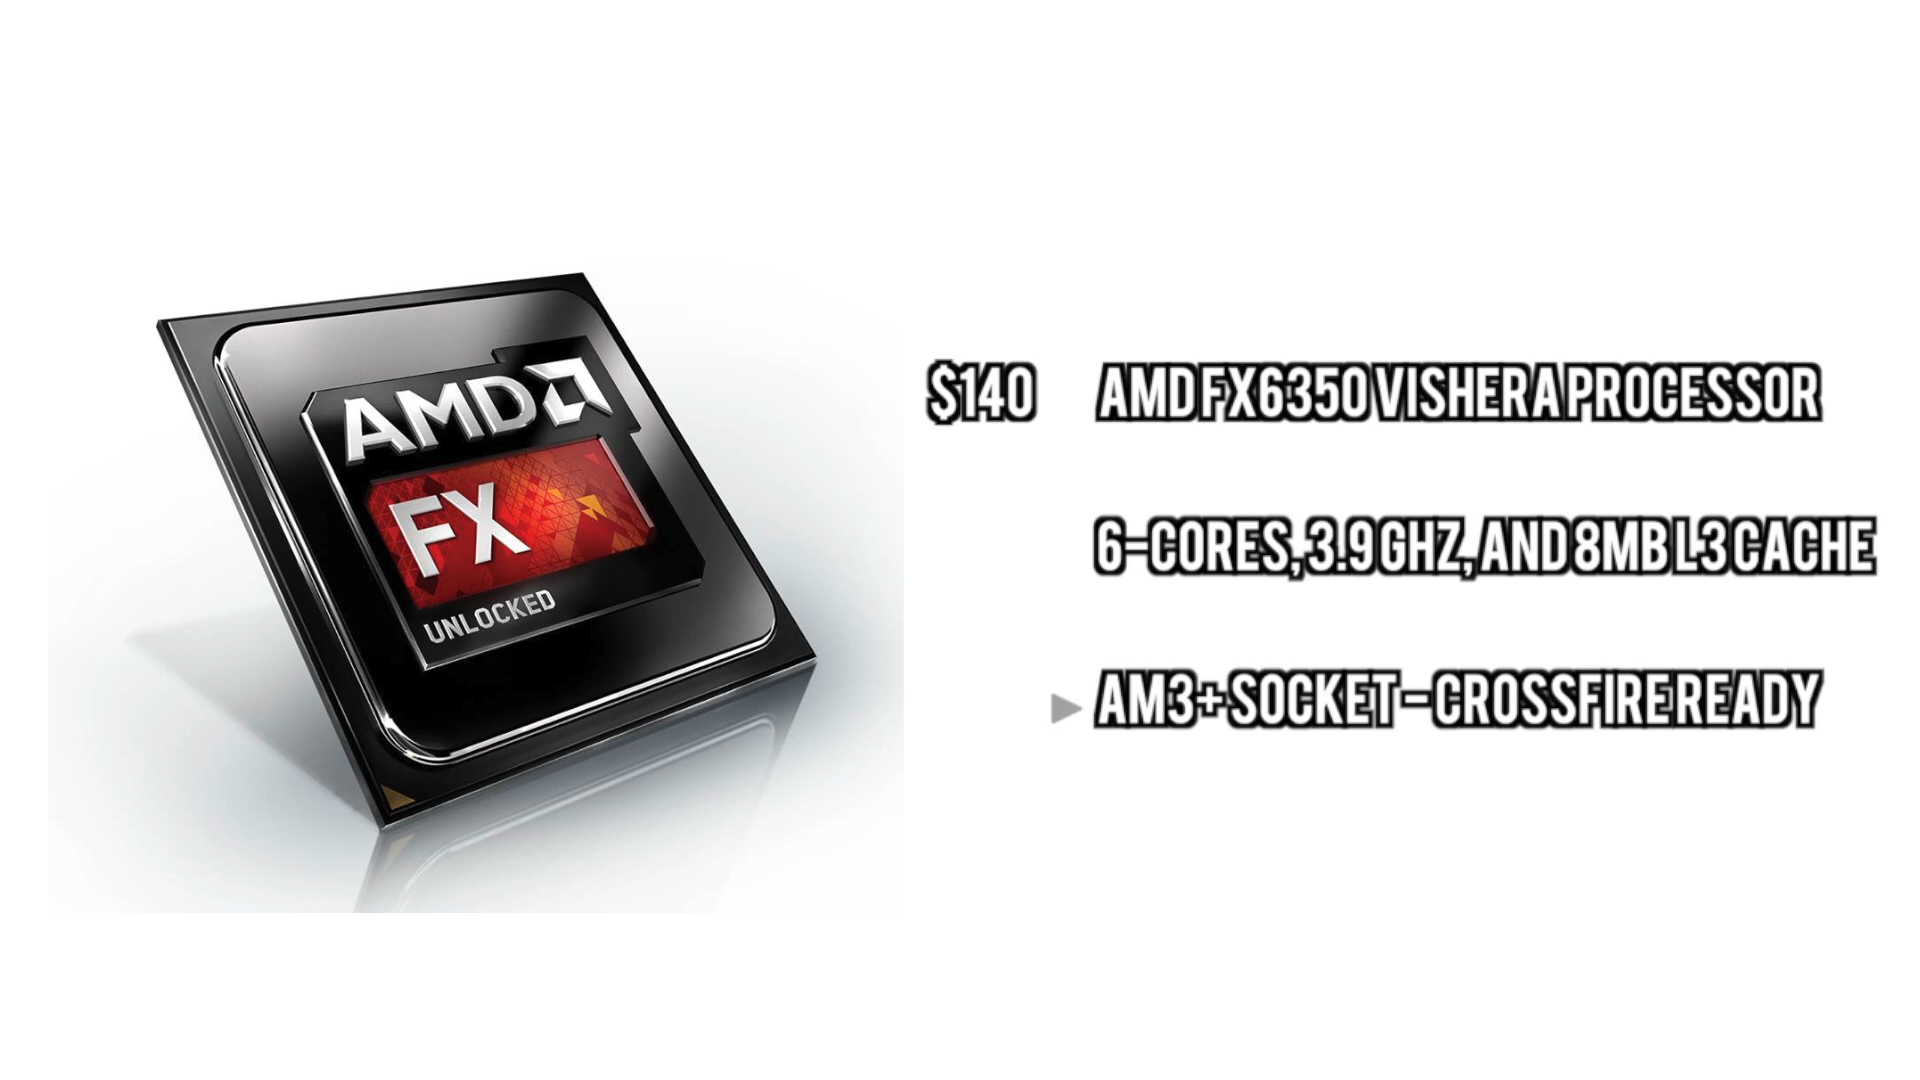 AMD
FX
UNLOCKED
$140 AMD FX6350 VISHERA PROCESSOR
6-CORES, 3.9 GHZ, AND 8MB L3 CACHE
AM3+ SOCKET - CROSSFIRE READY